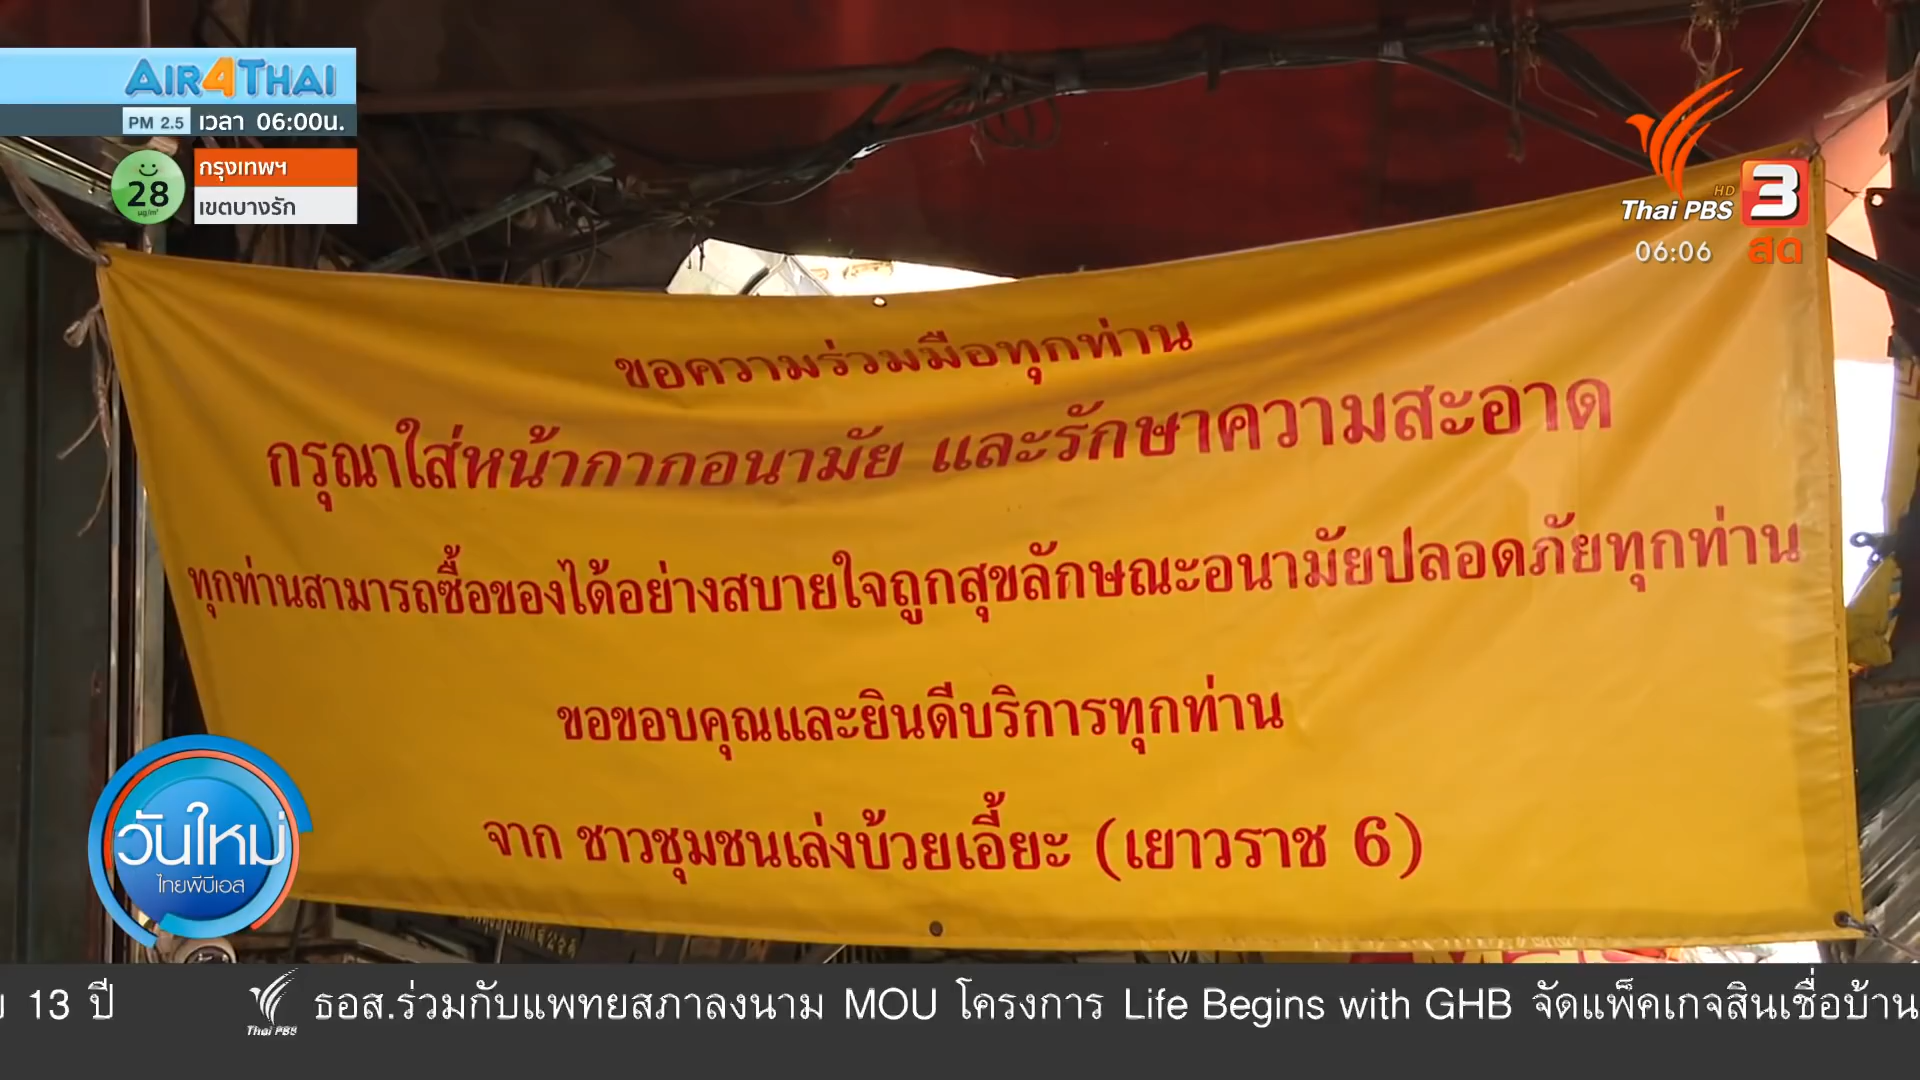 AIR4THAI
PM 2.5 เวลา 06:00น.
28
µg/m³
กรุงเทพฯ
เขตบางรัก
HD
Thai PBS 3
06:06 สด
ขอความร่วมมือทุกท่าน
กรุณาใส่หน้ากากอนามัย และรักษาความสะอาด
ทุกท่านสามารถซื้อของได้อย่างสบายใจถูกสุขลักษณะอนามัยปลอดภัยทุกท่าน
ขอขอบคุณและยินดีบริการทุกท่าน
จาก ชาวชุมชนเล่งบ้วยเอี้ยะ (เยาวราช 6)
วันใหม่
ไทยพีบีเอส
13 ปี Thai PBS ธอส.ร่วมกับแพทยสภาลงนาม MOU โครงการ Life Begins with GHB จัดแพ็คเกจสินเชื่อบ้าน